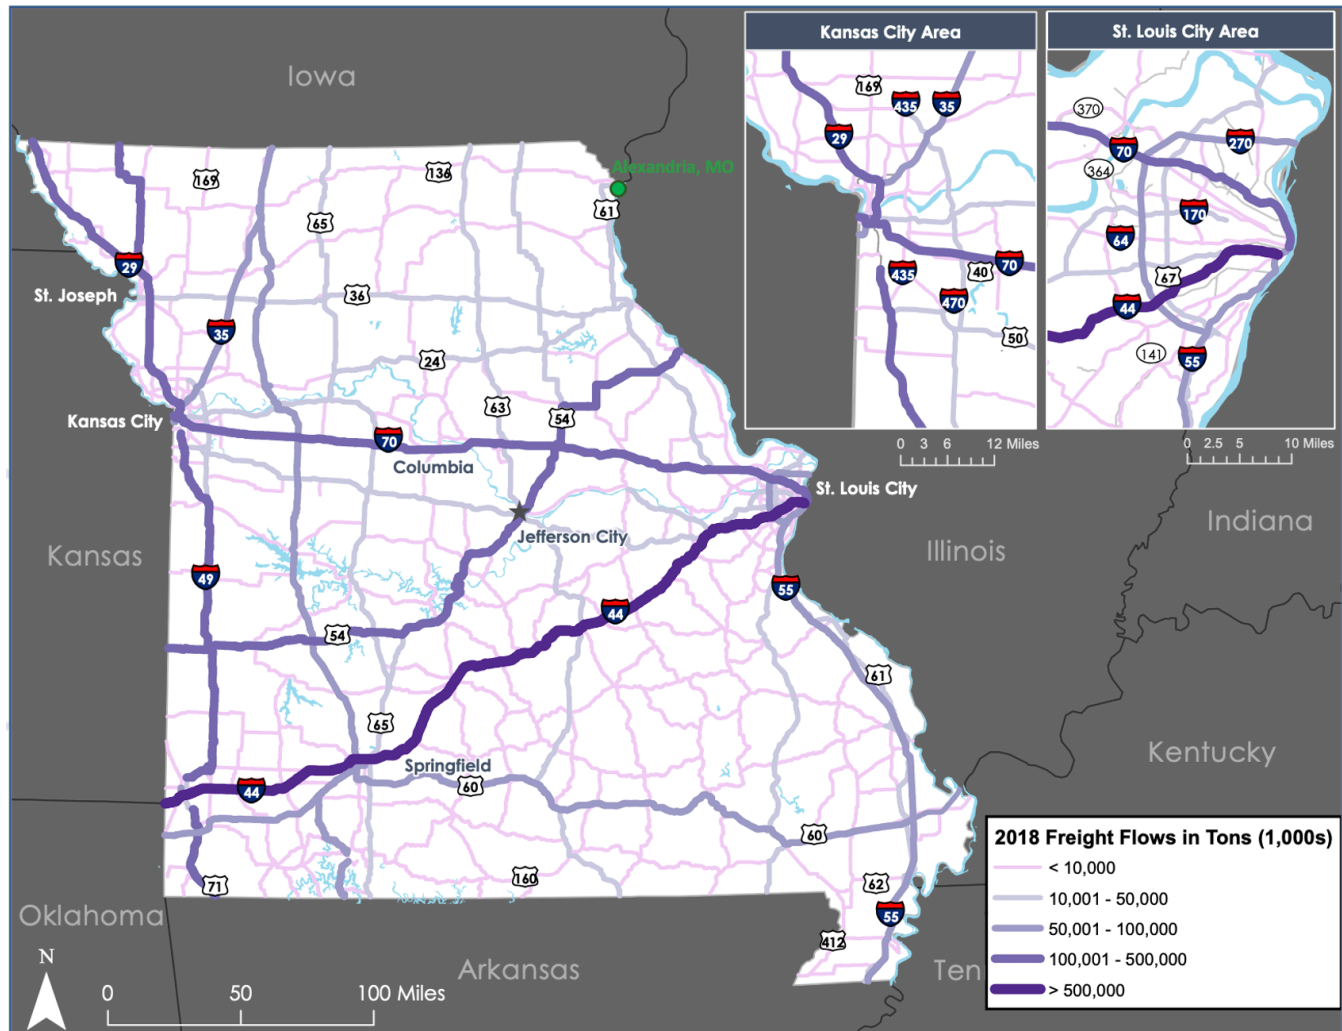 Kansas City Area
St. Louis City Area
169
435
35
29
435
40
70
470
50
0 3 6 12 Miles
370
70
270
364
170
64
67
44
141
55
0 2.5 5 10 Miles
Iowa
Alexandria, MO
169
136
61
65
29
St. Joseph
36
35
24
63
54
Kansas City
70
Columbia
St. Louis City
Jefferson City
Kansas
Illinois
Indiana
49
44
55
54
61
65
Kentucky
Springfield
60
44
60
71
160
62
55
412
Oklahoma
Arkansas
Ten
N
0 50 100 Miles
2018 Freight Flows in Tons (1,000s)
< 10,000
10,001 - 50,000
50,001 - 100,000
100,001 - 500,000
> 500,000